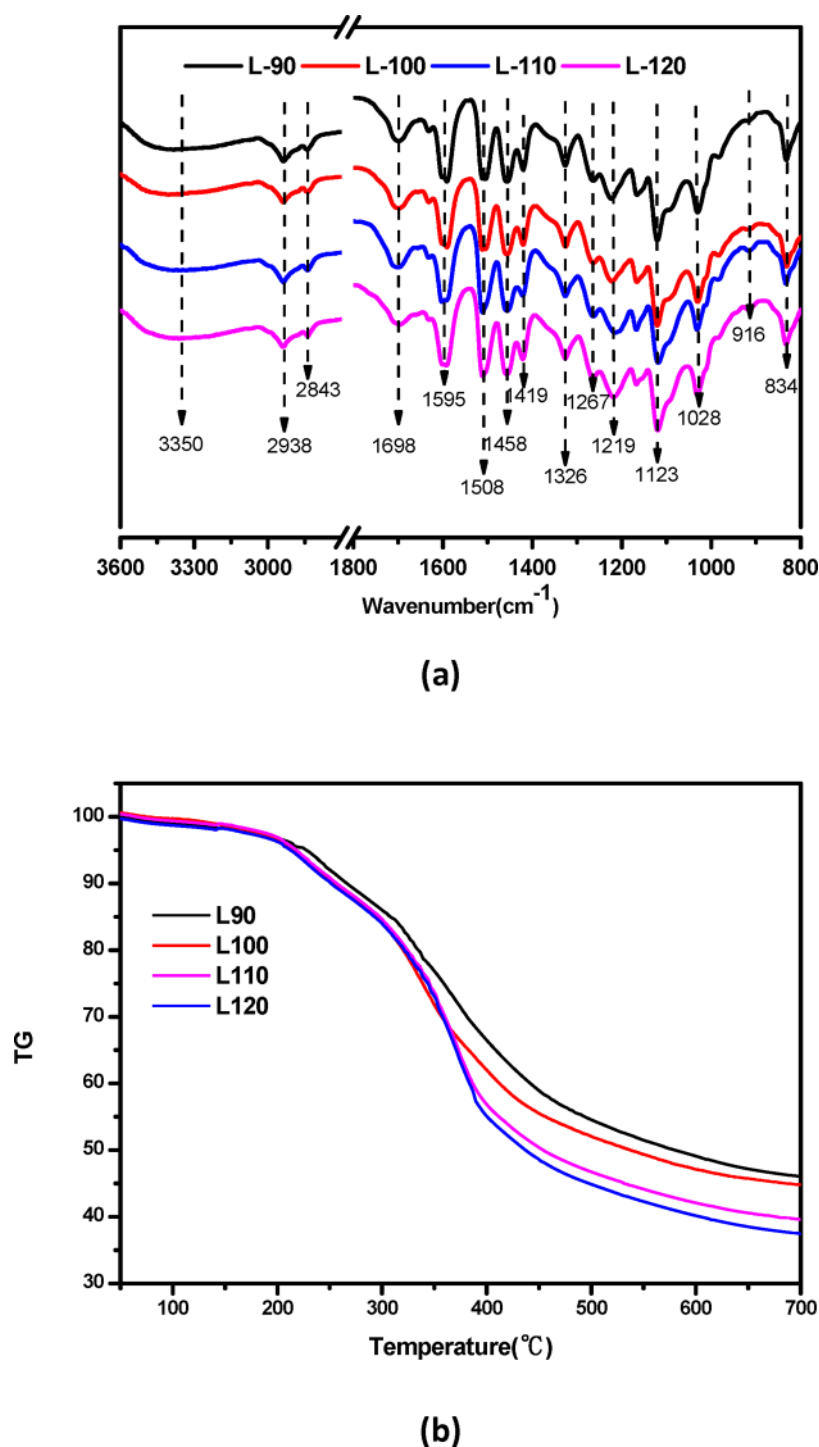 L-90 L-100 L-110 L-120
3350
2938
2843
1698
1595
1508
1458
1419
1326
1267
1219
1123
1028
916
834
3600 3300 3000 1800 1600 1400 1200 1000 800
Wavenumber(cm-1)
(a)
100
90
80
70
60
50
40
30
TG
L90
L100
L110
L120
100 200 300 400 500 600 700
Temperature(℃)
(b)